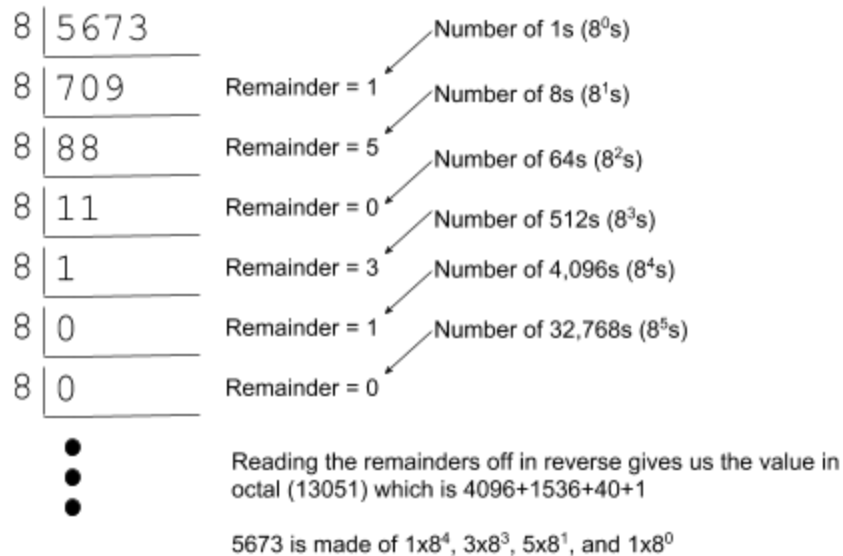 8 5673 Number of 1s (8⁰s)
8 709 Remainder = 1
Number of 8s (8¹s)
8 88 Remainder = 5
Number of 64s (8²s)
8 11 Remainder = 0
Number of 512s (8³s)
8 1 Remainder = 3
Number of 4,096s (8⁴s)
8 0 Remainder = 1
Number of 32,768s (8⁵s)
8 0 Remainder = 0
Reading the remainders off in reverse gives us the value in
octal (13051) which is 4096+1536+40+1
5673 is made of 1x8⁴, 3x8³, 5x8¹, and 1x8⁰